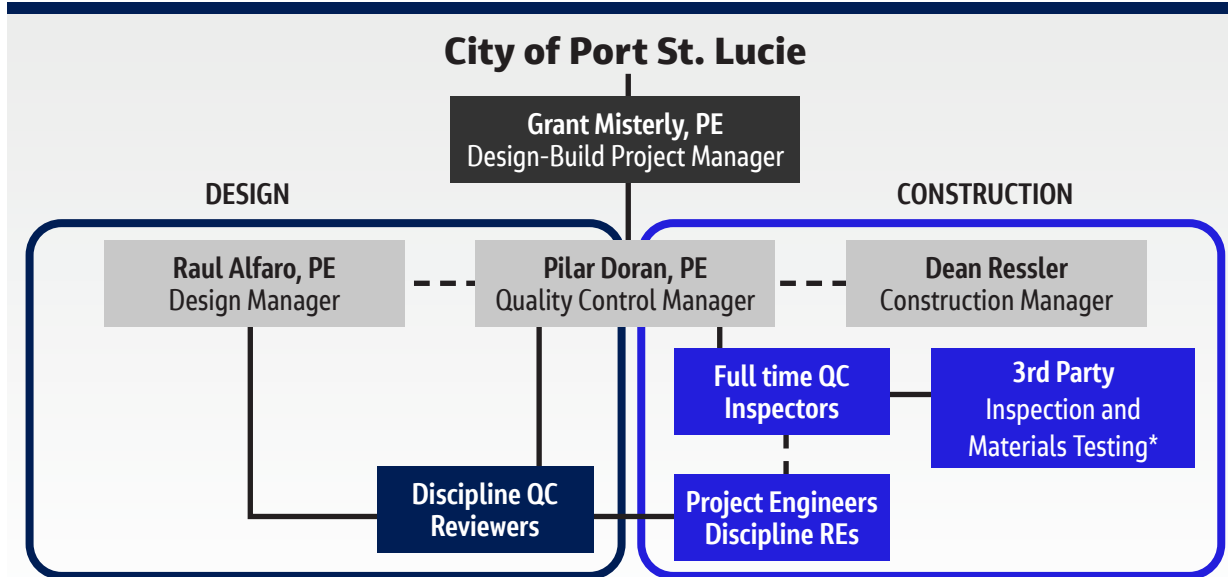 City of Port St. Lucie
Grant Misterly, PE
Design-Build Project Manager
DESIGN
CONSTRUCTION
Raul Alfaro, PE
Design Manager
Pilar Doran, PE
Quality Control Manager
Dean Ressler
Construction Manager
Full time QC
Inspectors
3rd Party
Inspection and
Materials Testing*
Discipline QC
Reviewers
Project Engineers
Discipline REs